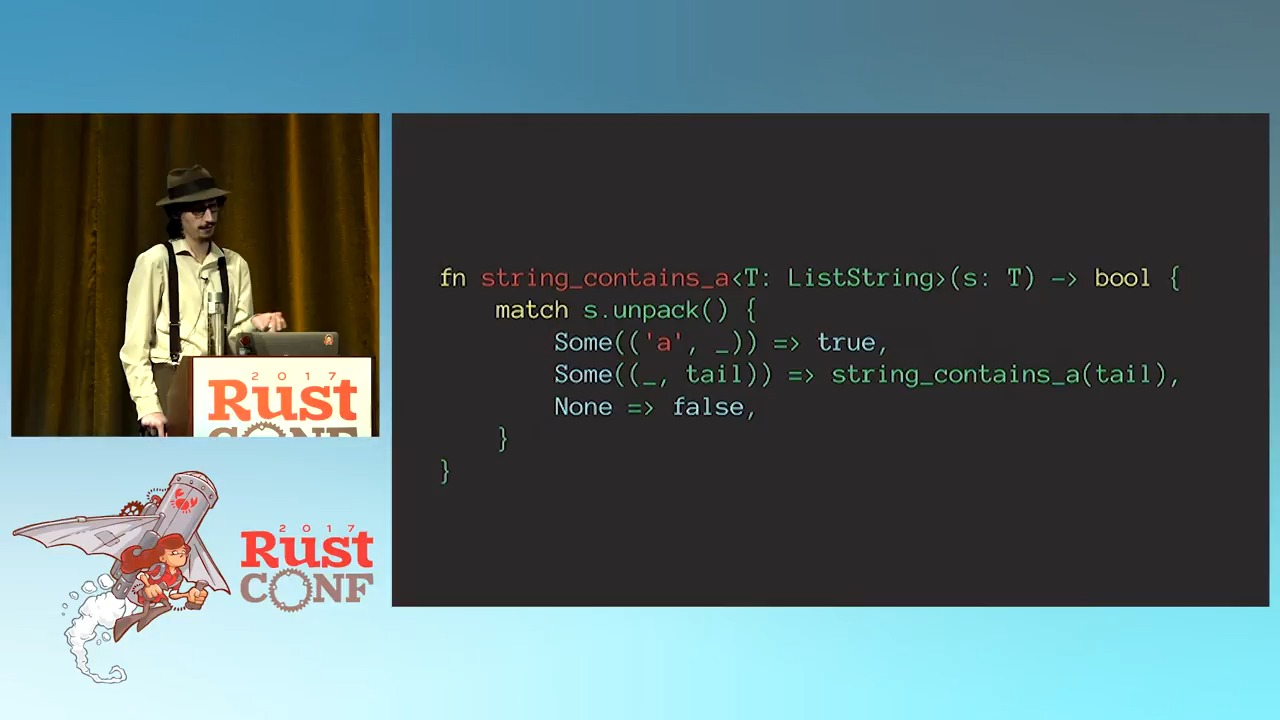 fn string_contains_a<T: ListString>(s: T) -> bool {
    match s.unpack() {
        Some(('a', _)) => true,
        Some((_, tail)) => string_contains_a(tail),
        None => false,
    }
}
2017
Rust
CONF
2017
Rust
CONF